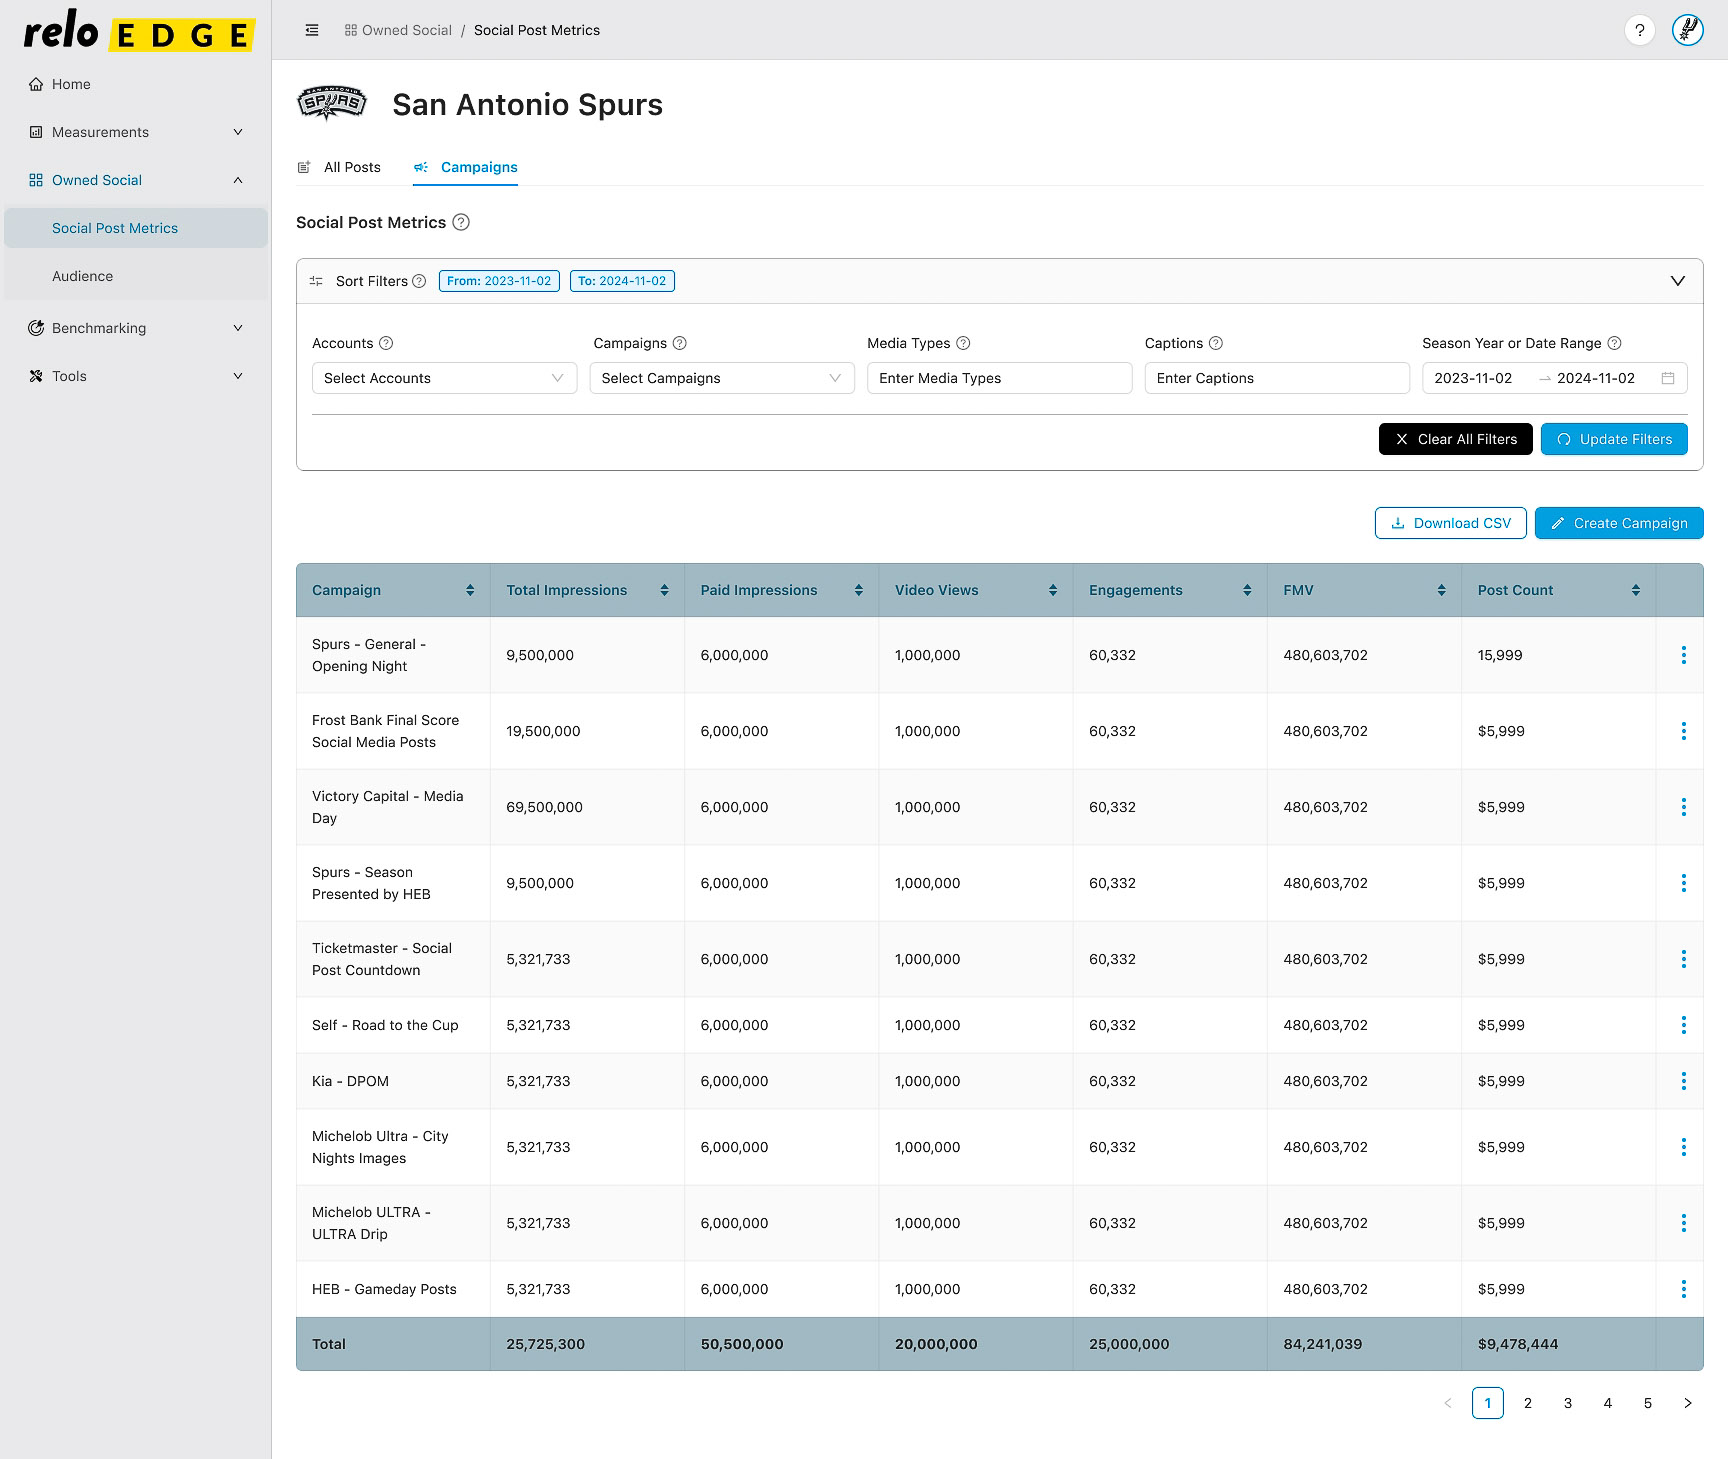 relo EDGE
Owned Social / Social Post Metrics
?
Home
Measurements
Owned Social
Social Post Metrics
Audience
Benchmarking
Tools
SAN ANTONIO
SPURS
San Antonio Spurs
All Posts
Campaigns
Social Post Metrics ?
Sort Filters ? From: 2023-11-02 To: 2024-11-02
Accounts ? Campaigns ? Media Types ? Captions ? Season Year or Date Range ?
Select Accounts Select Campaigns Enter Media Types Enter Captions 2023-11-02 → 2024-11-02
Clear All Filters Update Filters
Download CSV Create Campaign
Campaign Total Impressions Paid Impressions Video Views Engagements FMV Post Count
Spurs - General -
Opening Night
9,500,000 6,000,000 1,000,000 60,332 480,603,702 15,999
Frost Bank Final Score
Social Media Posts
19,500,000 6,000,000 1,000,000 60,332 480,603,702 $5,999
Victory Capital - Media
Day
69,500,000 6,000,000 1,000,000 60,332 480,603,702 $5,999
Spurs - Season
Presented by HEB
9,500,000 6,000,000 1,000,000 60,332 480,603,702 $5,999
Ticketmaster - Social
Post Countdown
5,321,733 6,000,000 1,000,000 60,332 480,603,702 $5,999
Self - Road to the Cup 5,321,733 6,000,000 1,000,000 60,332 480,603,702 $5,999
Kia - DPOM 5,321,733 6,000,000 1,000,000 60,332 480,603,702 $5,999
Michelob Ultra - City
Nights Images
5,321,733 6,000,000 1,000,000 60,332 480,603,702 $5,999
Michelob ULTRA -
ULTRA Drip
5,321,733 6,000,000 1,000,000 60,332 480,603,702 $5,999
HEB - Gameday Posts 5,321,733 6,000,000 1,000,000 60,332 480,603,702 $5,999
Total 25,725,300 50,500,000 20,000,000 25,000,000 84,241,039 $9,478,444
< 1 2 3 4 5 >